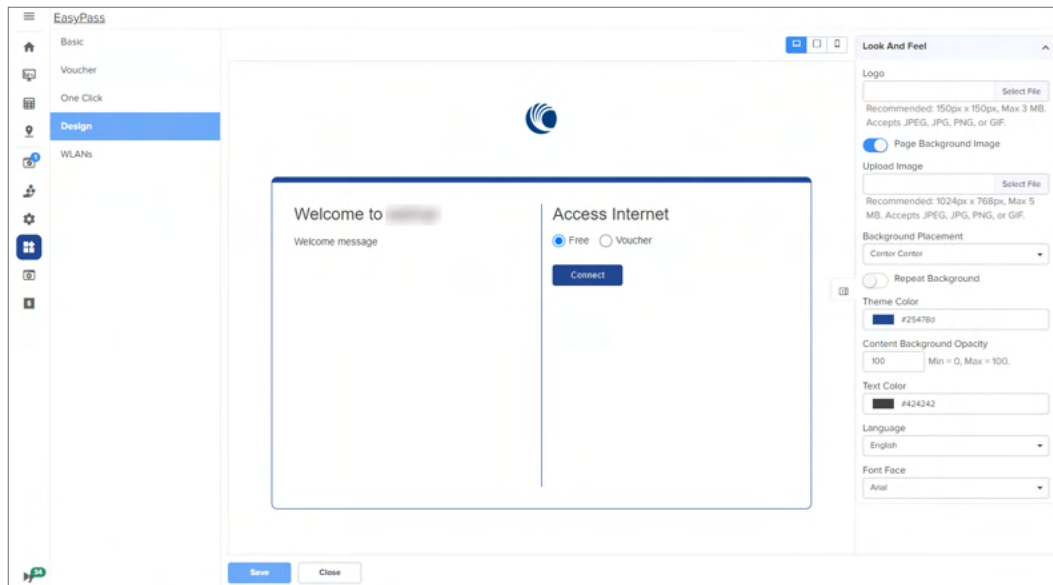 EasyPass
Basic
Voucher
One Click
Design
WLANs
Welcome to
Welcome message
Access Internet
Free Voucher
Connect
Look And Feel
Logo
Select File
Recommended: 150px x 150px, Max 3 MB.
Accepts JPEG, JPG, PNG, or GIF.
Page Background Image
Upload Image
Select File
Recommended: 1024px x 768px, Max 5
MB. Accepts JPEG, JPG, PNG, or GIF.
Background Placement
Center Center
Repeat Background
Theme Color
#25478d
Content Background Opacity
100 Min = 0, Max = 100.
Text Color
#424242
Language
English
Font Face
Arial
Save Close
34